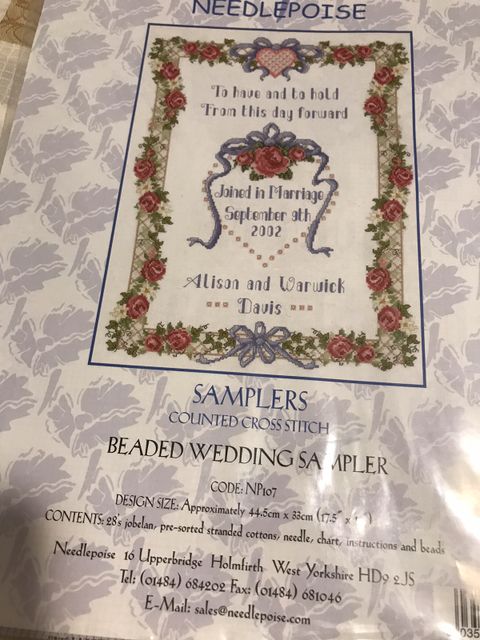 NEEDLEPOISE
To have and to hold
From this day forward
Joined in Marriage
September 9th
2002
Alison and Warwick
Davis
SAMPLERS
COUNTED CROSS STITCH
BEADED WEDDING SAMPLER
CODE: NP107
DESIGN SIZE: Approximately 44.5cm x 33cm (17.5" x
CONTENTS: 28's jobelan, pre-sorted stranded cottons, needle, chart, instructions and beads
Needlepoise 16 Upperbridge Holmfirth West Yorkshire HD9 2JS
Tel: (01484) 684202 Fax: (01484) 681046
E-Mail: sales@needlepoise.com
035